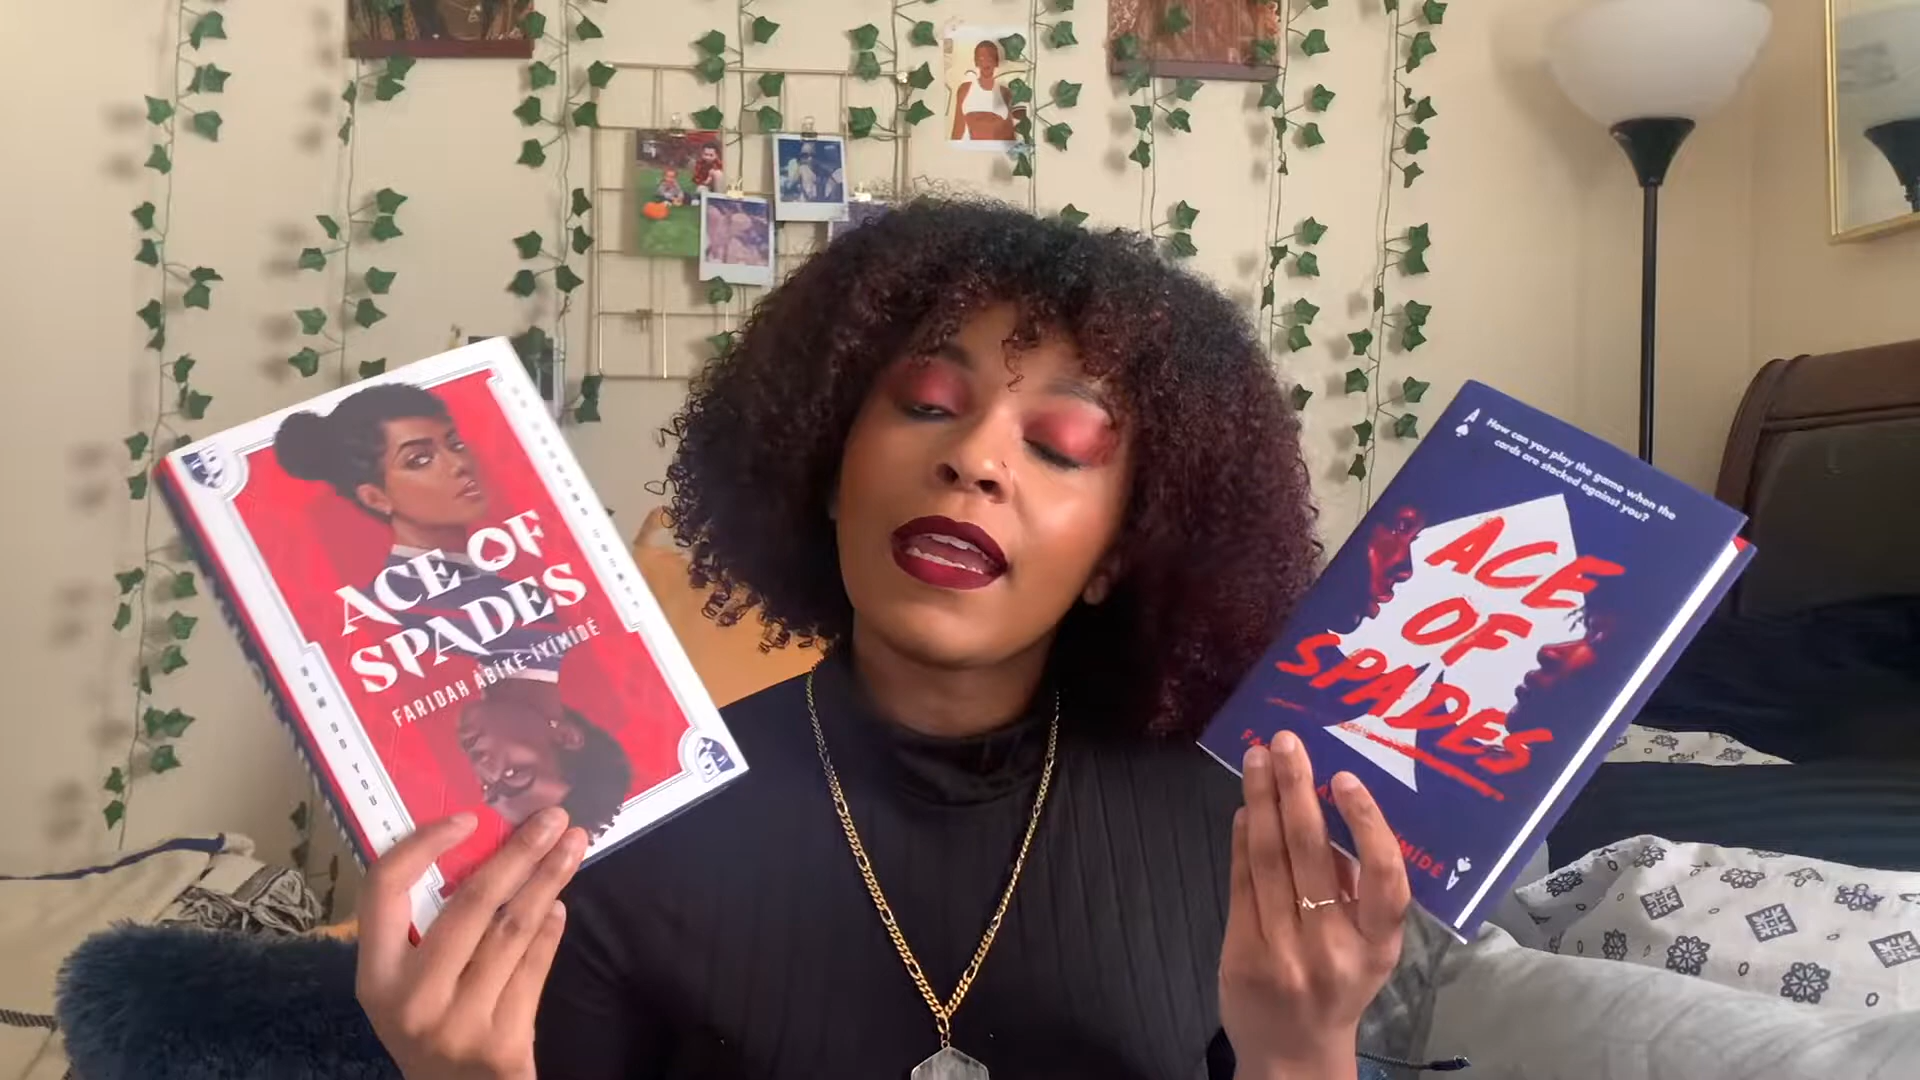 ACE OF
SPADES
FARIDAH ÀBÍKÉ-ÍYÍMÍDÉ
HOW DO YOU
A
How can you play the game when the
cards are stacked against you?
ACE
OF
SPADES
A